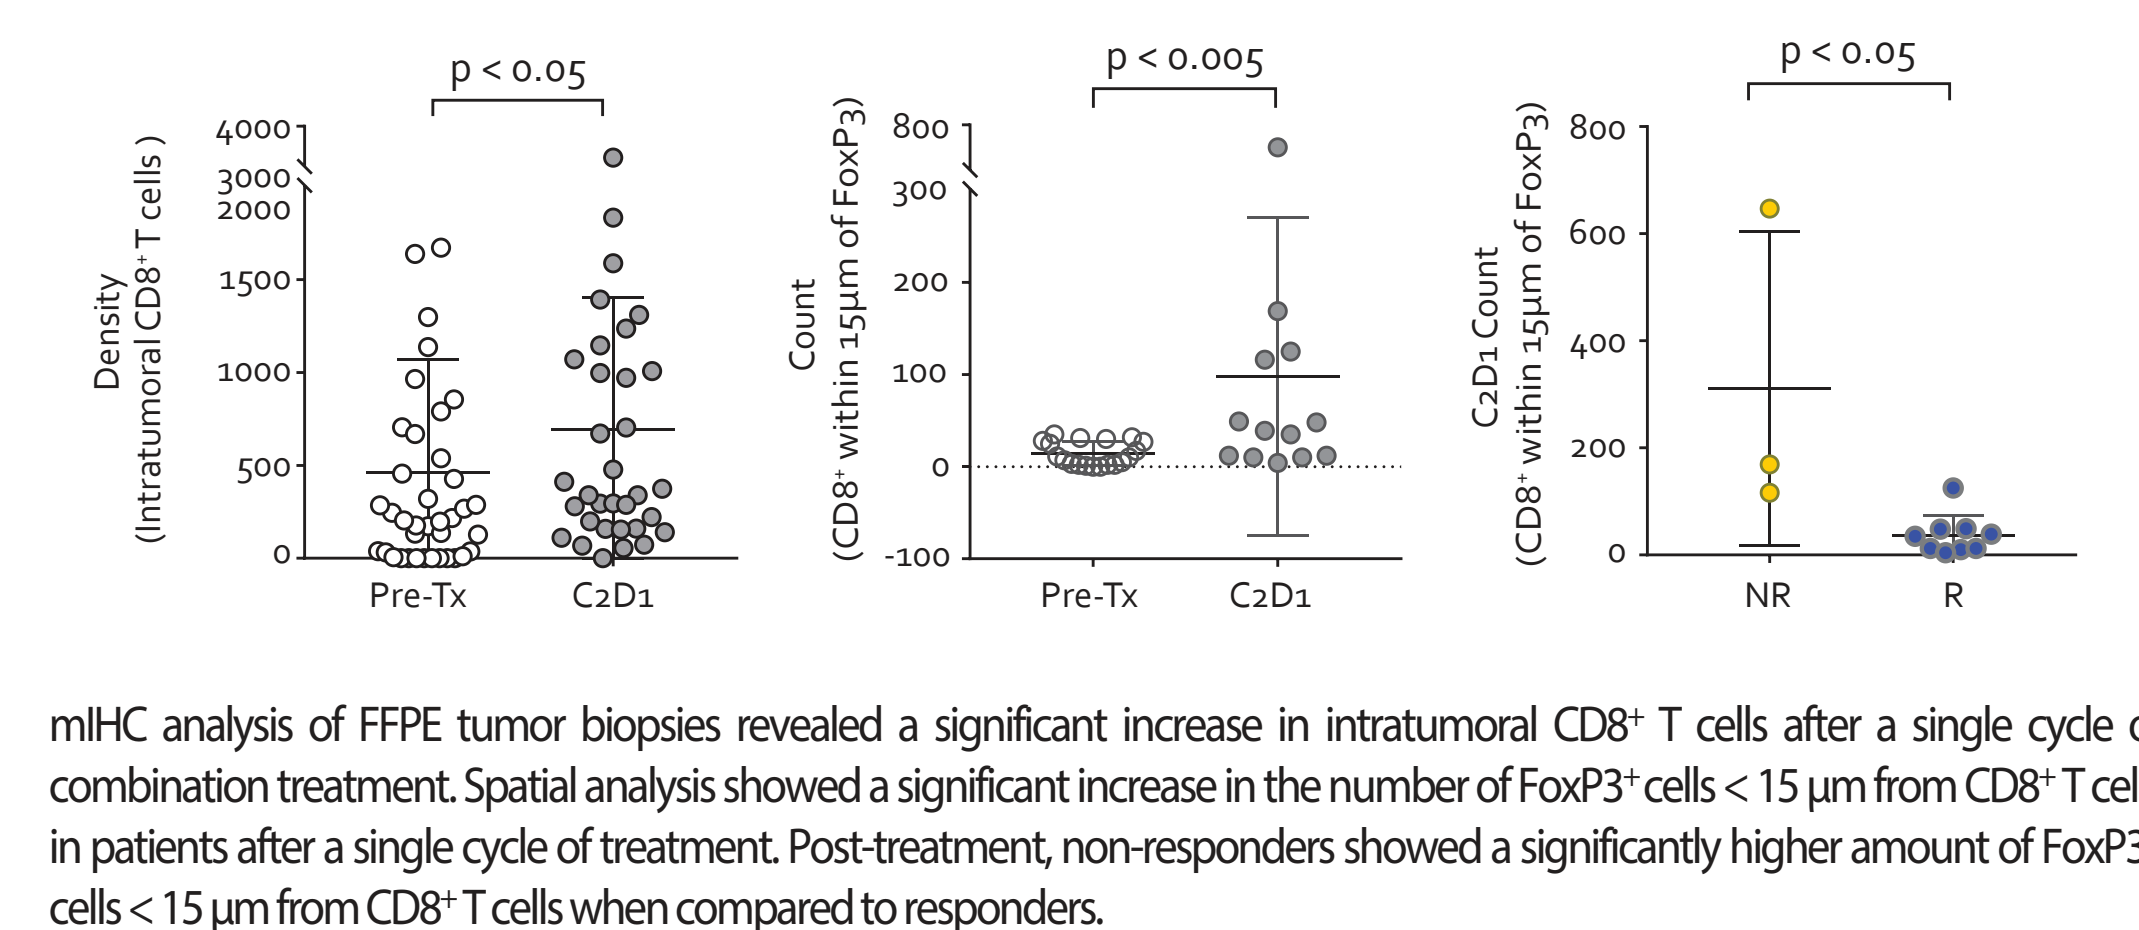 p < 0.05
Density
(Intratumoral CD8+ T cells )
4000
3000
2000
1500
1000
500
0
Pre-Tx
C2D1
p < 0.005
Count
(CD8+ within 15µm of FoxP3)
800
300
200
100
0
-100
Pre-Tx
C2D1
p < 0.05
C2D1 Count
(CD8+ within 15µm of FoxP3)
800
600
400
200
0
NR
R
mIHC analysis of FFPE tumor biopsies revealed a significant increase in intratumoral CD8+ T cells after a single cycle
combination treatment. Spatial analysis showed a significant increase in the number of FoxP3+ cells < 15 µm from CD8+ T cel
in patients after a single cycle of treatment. Post-treatment, non-responders showed a significantly higher amount of FoxP3
cells < 15 µm from CD8+ T cells when compared to responders.